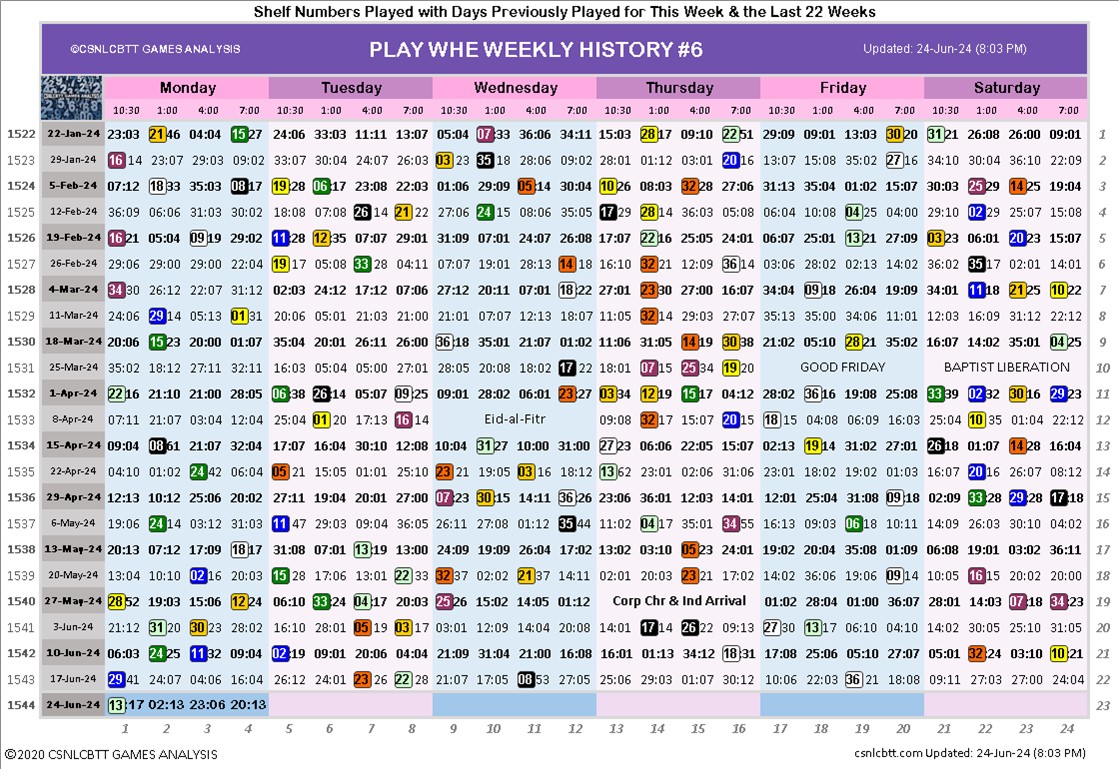 Shelf Numbers Played with Days Previously Played for This Week & the Last 22 Weeks
©CSNLCBTT GAMES ANALYSIS PLAY WHE WEEKLY HISTORY #6 Updated: 24-Jun-24 (8:03 PM)
Monday Tuesday Wednesday Thursday Friday Saturday
10:30 1:00 4:00 7:00 10:30 1:00 4:00 7:00 10:30 1:00 4:00 7:00 10:30 1:00 4:00 7:00 10:30 1:00 4:00 7:00 10:30 1:00 4:00 7:00
1522 22-Jan-24 23:03 21:46 04:04 15:27 24:06 33:03 11:11 13:07 05:04 07:33 36:06 34:11 15:03 28:17 09:10 22:51 29:09 09:01 13:03 30:20 31:21 26:08 26:00 09:01 1
1523 29-Jan-24 16 14 23:07 29:03 09:02 33:07 30:04 24:07 26:03 03:23 35:18 28:06 09:02 28:01 01:12 03:01 20:16 13:07 15:08 35:02 27:16 34:10 30:04 36:10 22:09 2
1524 5-Feb-24 07:12 18:33 35:03 08:17 19:28 06:17 23:08 22:03 01:06 29:09 11:14 30:04 10:26 08:03 32:28 27:06 31:13 35:04 01:02 15:07 30:03 25:29 14:25 19:04 3
1525 12-Feb-24 36:09 06:06 31:03 30:02 18:08 07:08 26 14 21:22 27:06 24:15 08:06 35:05 17:29 28:14 36:03 05:08 06:04 10:08 04:25 04:00 29:10 02:29 25:07 15:08 4
1526 19-Feb-24 16:21 05:04 09:19 29:02 11:28 12:35 07:07 29:01 31:09 07:01 24:07 26:08 17:07 22:16 25:05 24:01 06:07 25:01 13:21 27:09 03:23 06:01 20:23 15:07 5
1527 26-Feb-24 29:06 29:00 29:00 22:04 19 17 05:08 33:28 04:11 07:07 19:01 28:13 14:18 16:10 32:21 12:09 36:14 03:06 28:02 02:13 14:02 36:02 35:17 02:01 14:01 6
1528 4-Mar-24 34:30 26:12 22:07 31:12 02:03 24:12 17:12 07:08 27:12 20:11 07:01 18:22 27:01 23:30 27:00 16:07 34:04 09:18 26:04 09:04 34:01 11:18 21:25 10:22 7
1529 11-Mar-24 24:06 29:14 05:13 01:31 20:06 05:01 21:03 21:00 21:01 07:07 12:13 18:07 11:05 32:14 29:03 27:07 35:13 35:00 34:06 11:01 12:03 16:09 31:12 22:12 8
1530 18-Mar-24 20:06 15:23 20:00 01:07 35:04 20:01 26:11 26:00 36:18 35:01 21:07 01:02 11:06 31:05 14:19 30:38 21:02 05:10 28:21 35:02 16:07 14:02 35:01 04:25 9
1531 25-Mar-24 35:02 18:12 27:11 32:11 16:03 05:04 05:00 27:01 28:05 20:08 18:02 17:22 18:01 07:15 25:34 19:20 GOOD FRIDAY BAPTIST LIBERATION 10
1532 1-Apr-24 22:16 21:10 21:00 28:05 06:38 26:14 05:07 09:25 09:01 28:02 06:01 23:27 03:34 12:19 15:17 04:12 28:02 36:16 19:08 25:08 33:39 02:32 30:16 29:23 11
1533 8-Apr-24 07:11 21:07 03:04 12:04 25:06 01:20 17:13 16:14 Eid-al-Fitr 09:08 32:17 15:07 20:15 18:15 04:08 06:09 16:03 25:04 10:35 01:04 22:12 12
1534 15-Apr-24 09:04 08:61 21:07 32:04 17:07 16:04 30:10 12:08 10:04 31:27 10:00 31:00 27:23 06:06 22:05 15:07 02:13 19:14 31:02 27:01 26:18 01:07 14:28 16:04 13
1535 22-Apr-24 04:10 01:02 24:42 06:04 05:21 15:05 01:01 25:10 23:21 19:05 03:16 18:12 13:62 23:01 02:06 31:06 23:01 18:02 19:02 01:03 16:07 20:16 26:07 08:12 14
1536 29-Apr-24 12:13 10:12 25:06 20:02 27:11 19:04 20:01 27:00 07:23 30:15 14:11 36:26 23:06 36:01 12:03 14:01 12:01 25:04 31:08 09:18 02:09 33:28 29:28 17:18 15
1537 6-May-24 19:06 24:14 03:12 31:03 11:47 29:03 09:04 36:05 26:11 27:08 01:12 35:44 11:02 04:17 16:01 34:55 16:13 09:03 06:18 10:11 14:09 26:03 30:10 04:02 16
1538 13-May-24 20:13 07:12 17:09 18:17 31:08 07:01 13:19 13:00 24:09 19:09 26:04 17:02 13:02 03:10 05:23 24:01 19:02 20:04 35:08 01:09 06:08 19:01 03:02 36:11 17
1539 20-May-24 13:04 10:10 02:16 20:03 15:28 17:06 13:01 22:33 32:37 02:02 21:37 14:11 02:01 20:03 23:21 17:02 14:02 36:06 19:06 09:14 10:05 16:15 20:02 20:00 18
1540 27-May-24 28:52 19:03 15:06 12:24 06:10 33:24 04:17 20:03 25:26 15:02 14:05 01:12 Corp Chr & Ind Arrival 01:02 28:04 01:00 36:07 28:01 14:03 07:18 34:23 19
1541 3-Jun-24 21:12 31:20 30:23 28:02 16:10 28:01 05:19 03:17 03:01 12:09 14:04 20:08 14:01 17:14 26:22 09:13 27:30 13:17 06:10 04:13 14:02 30:05 25:10 31:05 20
1542 10-Jun-24 06:03 24:25 11:32 09:04 02:19 09:01 20:06 04:04 21:09 31:04 21:00 16:08 16:01 01:13 34:12 18:31 17:08 25:06 05:10 27:07 05:01 32:24 03:10 10:21 21
1543 17-Jun-24 29:41 24:07 04:06 16:04 26:12 24:01 23:26 22:28 21:07 17:05 08:53 27:05 25:06 29:03 01:07 30:12 10:06 22:03 36:21 18:08 09:11 27:03 27:00 24:04 22
1544 24-Jun-24 13:17 02:13 23:06 20:13 23
1 2 3 4 5 6 7 8 9 10 11 12 13 14 15 16 17 18 19 20 21 22 23 24
©2020 CSNLCBTT GAMES ANALYSIS csnlcbtt.com Updated: 24-Jun-24 (8:03 PM)